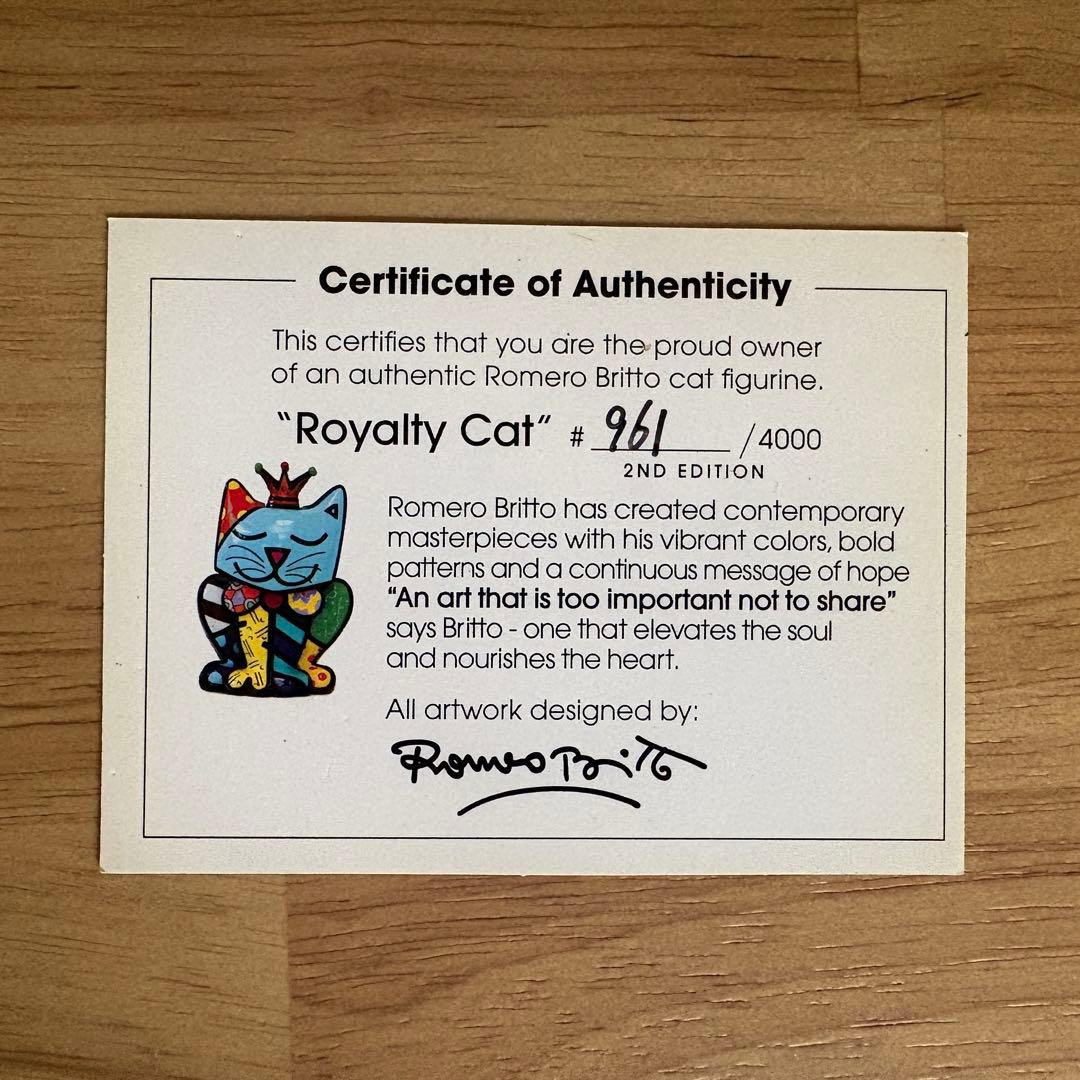 Certificate of Authenticity
This certifies that you are the proud owner
of an authentic Romero Britto cat figurine.
“Royalty Cat” # 961 /4000
2ND EDITION
Romero Britto has created contemporary
masterpieces with his vibrant colors, bold
patterns and a continuous message of hope
“An art that is too important not to share”
says Britto - one that elevates the soul
and nourishes the heart.
All artwork designed by:
Romero Britto